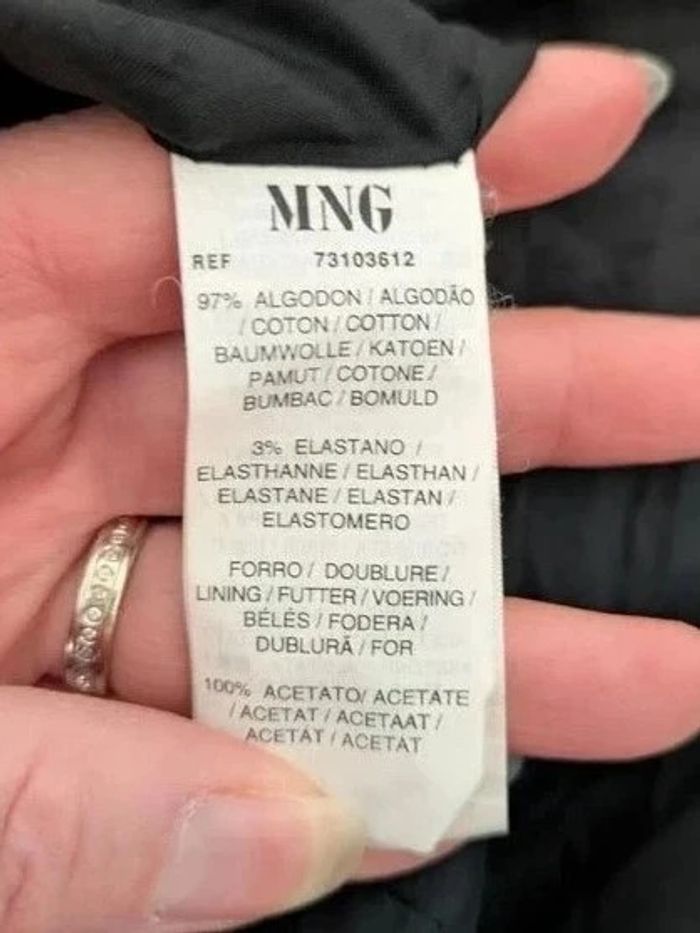 MNG
REF 73103612
97% ALGODON / ALGODÃO
/ COTON / COTTON /
BAUMWOLLE / KATOEN /
PAMUT / COTONE /
BUMBAC / BOMULD
3% ELASTANO /
ELASTHANNE / ELASTHAN /
ELASTANE / ELASTAN /
ELASTOMERO
FORRO / DOUBLURE /
LINING / FUTTER / VOERING /
BÉLÉS / FODERA /
DUBLURĂ / FOR
100% ACETATO/ ACETATE
/ ACETAT / ACETAAT /
ACETÁT / ACETAT